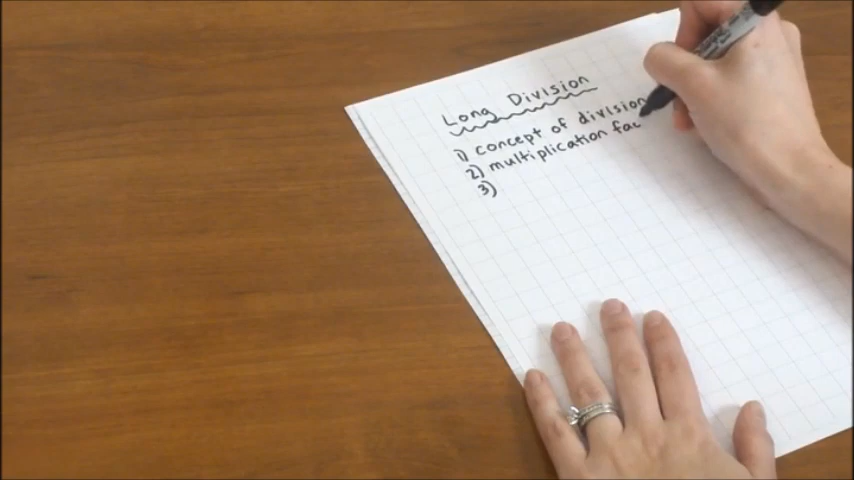 Long Division
1) concept of division
2) multiplication fac
3)